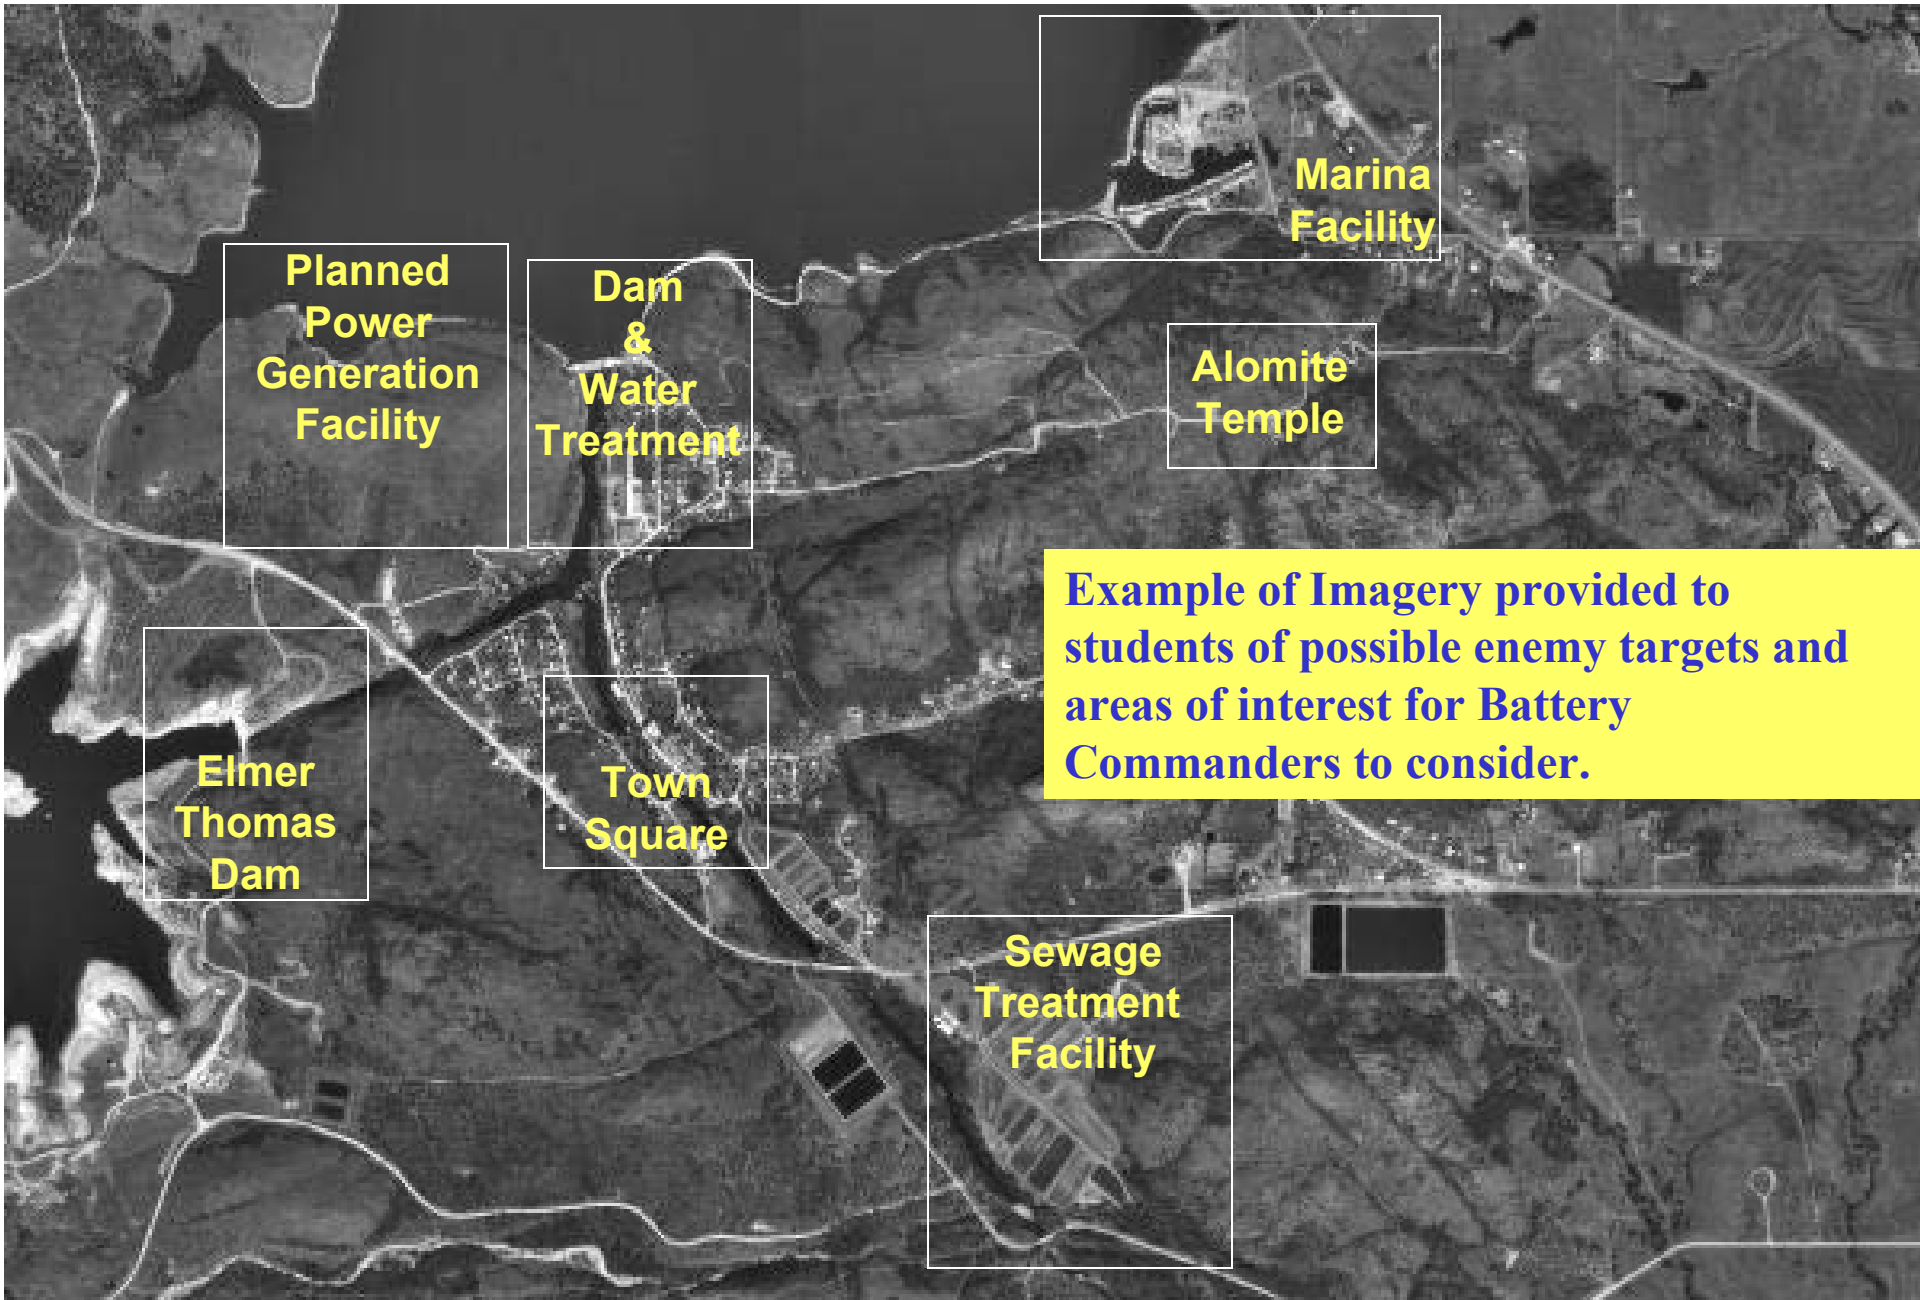 Marina
Facility
Planned
Power
Generation
Facility
Dam
&
Water
Treatment
Alomite
Temple
Example of Imagery provided to
students of possible enemy targets and
areas of interest for Battery
Commanders to consider.
Elmer
Thomas
Dam
Town
Square
Sewage
Treatment
Facility